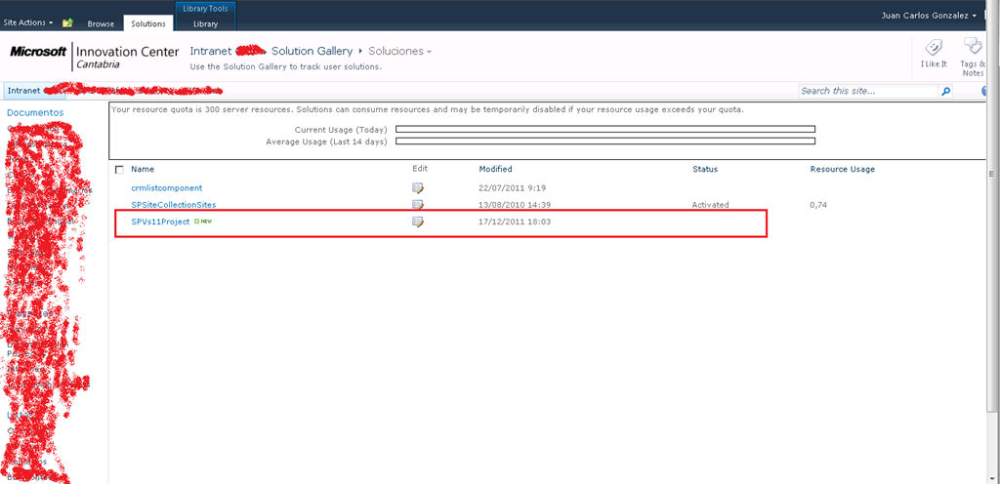 Library Tools
Site Actions Browse Solutions Library
Juan Carlos Gonzalez
Microsoft Innovation Center Cantabria
Intranet Solution Gallery Soluciones
Use the Solution Gallery to track user solutions.
I Like It
Tags & Notes
Intranet
Search this site...
Documentos
Your resource quota is 300 server resources. Solutions can consume resources and may be temporarily disabled if your resource usage exceeds your quota.
Current Usage (Today)
Average Usage (Last 14 days)
Name Edit Modified Status Resource Usage
crmlistcomponent 22/07/2011 9:19
SPSiteCollectionSites 13/08/2010 14:39 Activated 0,74
SPVs11Project NEW 17/12/2011 18:03